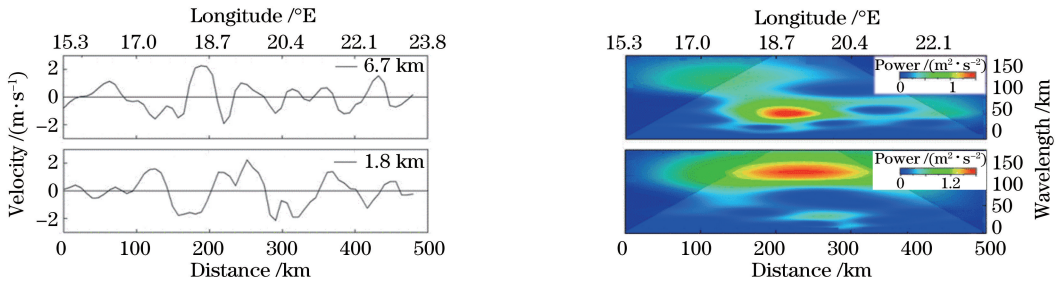 Longitude /°E
15.3 17.0 18.7 20.4 22.1 23.8
2
0
−2
6.7 km
2
0
−2
1.8 km
Velocity /(m·s⁻¹)
0 100 200 300 400 500
Distance /km
Longitude /°E
15.3 17.0 18.7 20.4 22.1
Power /(m²·s⁻²)
0 1
150
100
50
0
Power /(m²·s⁻²)
0 1.2
150
100
50
0
Wavelength /km
0 100 200 300 400 500
Distance /km